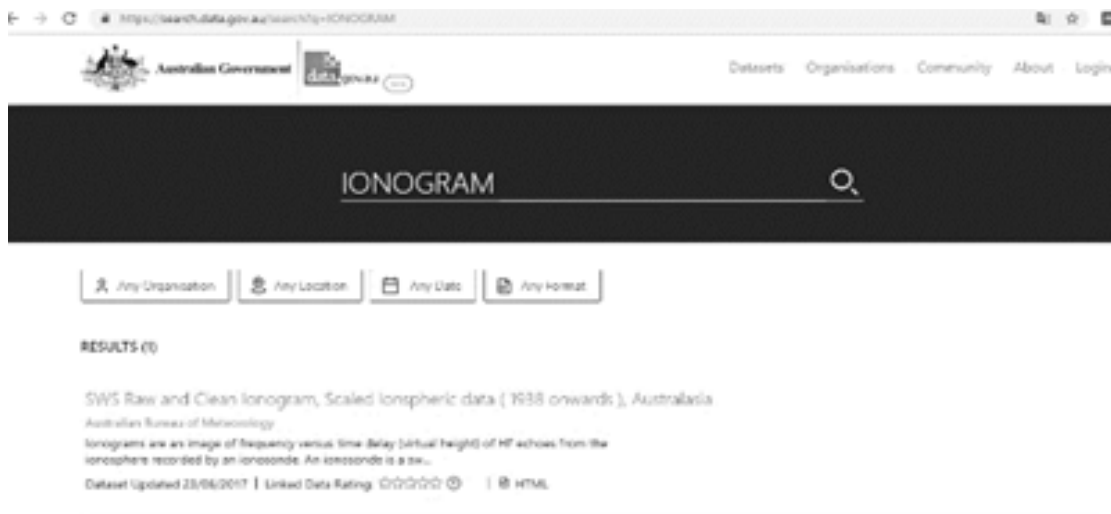 https://search.data.gov.au/search?q=IONOGRAM
Australian Government data.gov.au
Datasets Organisations Community About Login
IONOGRAM
Any Organisation Any Location Any Date Any Format
RESULTS (1)
SWS Raw and Clean Ionogram, Scaled Ionspheric data ( 1938 onwards ), Australasia
Australian Bureau of Meteorology
Ionograms are an image of frequency versus time delay (virtual height) of HF echoes from the
ionosphere recorded by an ionosonde. An ionosonde is a sw...
Dataset Updated 23/06/2017 | Linked Data Rating: | HTML